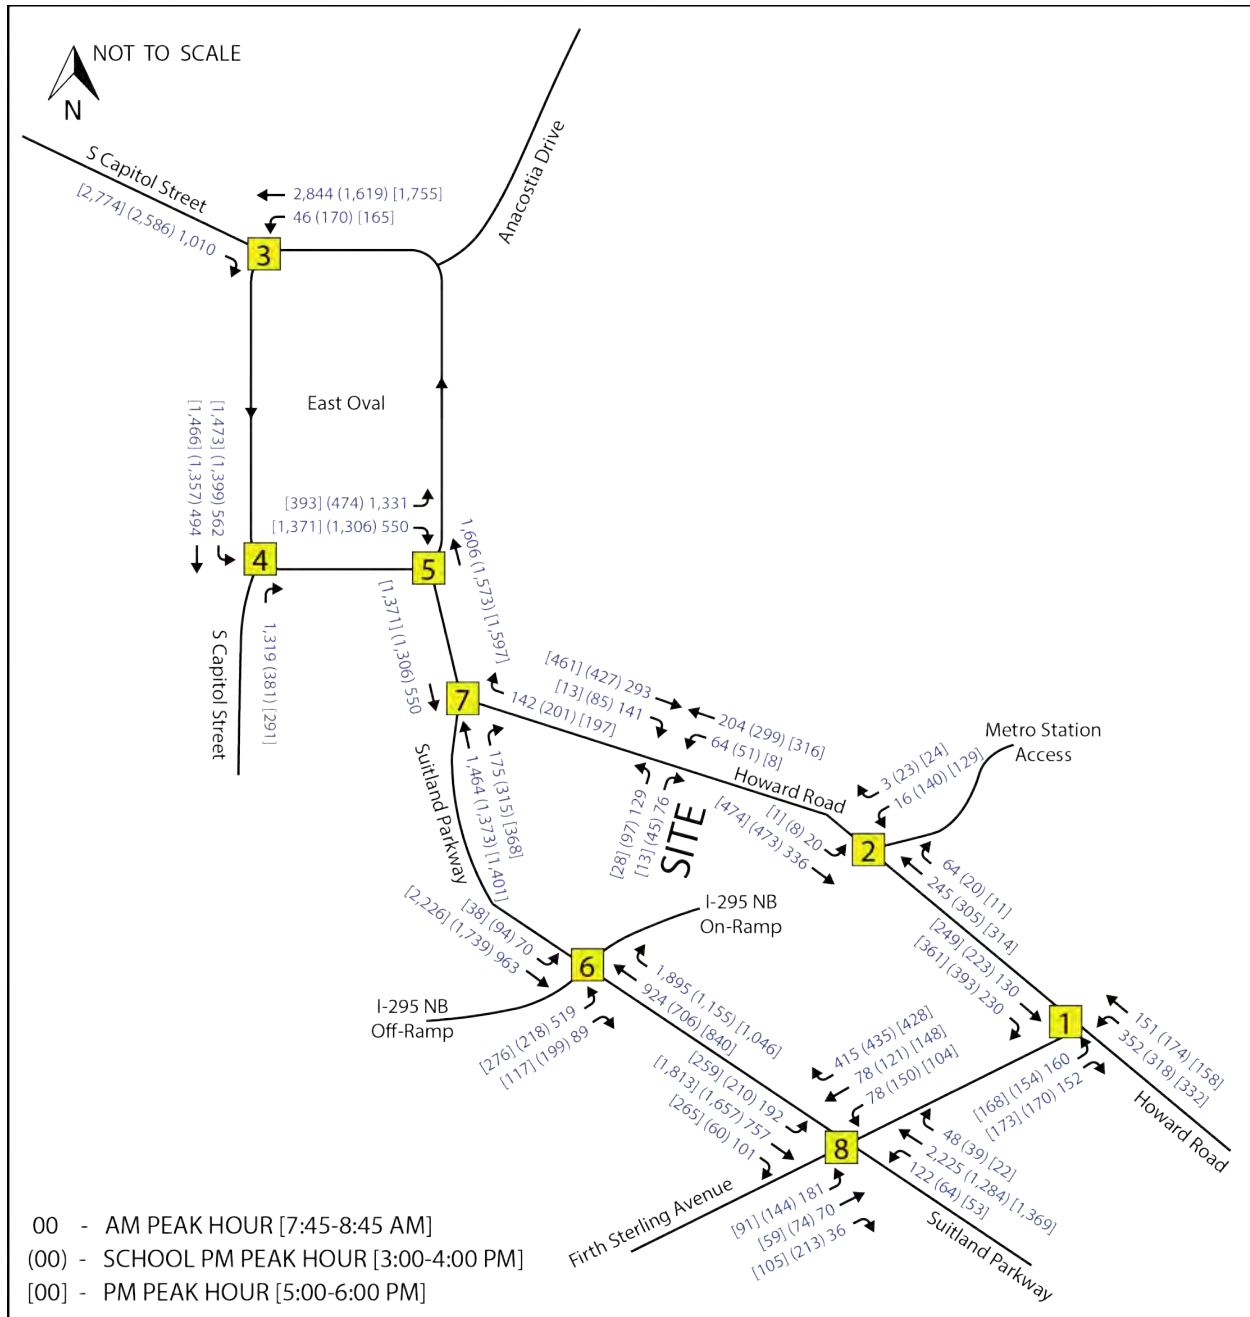 NOT TO SCALE
N
S Capitol Street
[2,774] (2,586) 1,010
2,844 (1,619) [1,755]
46 (170) [165]
Anacostia Drive
3
East Oval
[1,473] (1,399) 562
[1,466] (1,357) 494
[393] (474) 1,331
[1,371] (1,306) 550
4
5
1,606 (1,573) [1,597]
[1,371] (1,306) 550
S Capitol Street
1,319 (381) [291]
7
142 (201) [197]
[461] (427) 293
[13] (85) 141
204 (299) [316]
64 (51) [8]
Howard Road
Metro Station
Access
3 (23) [24]
16 (140) [129]
Suitland Parkway
175 (315) [368]
1,464 (1,373) [1,401]
[28] (97) 129
[13] (45) 76
SITE
[1] (8) 20
[474] (473) 336
2
64 (20) [11]
245 (305) [314]
[249] (223) 130
[361] (393) 230
I-295 NB
On-Ramp
[38] (94) 70
[2,226] (1,739) 963
6
I-295 NB
Off-Ramp
1,895 (1,155) [1,046]
924 (706) [840]
[276] (218) 519
[117] (199) 89
1
151 (174) [158]
352 (318) [332]
[168] (154) 160
[173] (170) 152
Howard Road
415 (435) [428]
78 (121) [148]
78 (150) [104]
[259] (210) 192
[1,813] (1,657) 757
[265] (60) 101
8
48 (39) [22]
2,225 (1,284) [1,369]
122 (64) [53]
[91] (144) 181
[59] (74) 70
[105] (213) 36
Firth Sterling Avenue
Suitland Parkway
00 - AM PEAK HOUR [7:45-8:45 AM]
(00) - SCHOOL PM PEAK HOUR [3:00-4:00 PM]
[00] - PM PEAK HOUR [5:00-6:00 PM]